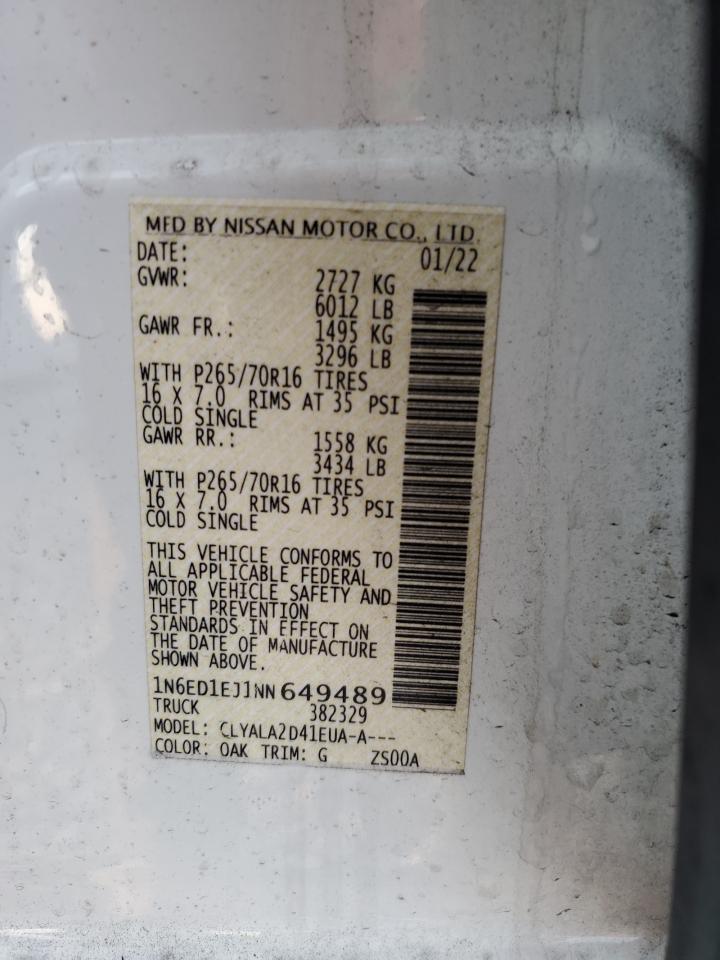 MFD BY NISSAN MOTOR CO., LTD.
DATE: 01/22
GVWR: 2727 KG
6012 LB
GAWR FR.: 1495 KG
3296 LB
WITH P265/70R16 TIRES
16 X 7.0 RIMS AT 35 PSI
COLD SINGLE
GAWR RR.: 1558 KG
3434 LB
WITH P265/70R16 TIRES
16 X 7.0 RIMS AT 35 PSI
COLD SINGLE
THIS VEHICLE CONFORMS TO
ALL APPLICABLE FEDERAL
MOTOR VEHICLE SAFETY AND
THEFT PREVENTION
STANDARDS IN EFFECT ON
THE DATE OF MANUFACTURE
SHOWN ABOVE.
1N6ED1EJ1NN649489
TRUCK 382329
MODEL: CLYALA2D41EUA-A---
COLOR: QAK TRIM: G ZS00A